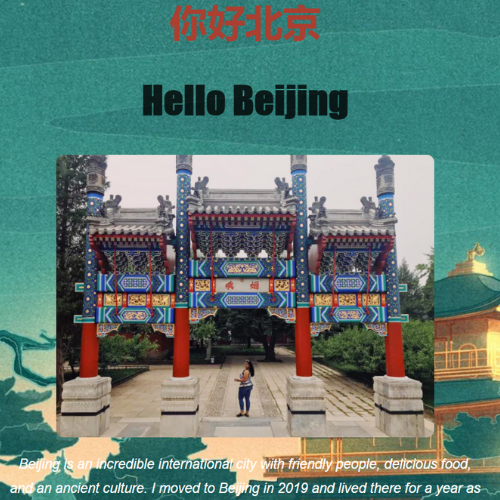 你好北京
Hello Beijing
Beijing is an incredible international city with friendly people, delicious food,
and an ancient culture. I moved to Beijing in 2019 and lived there for a year as